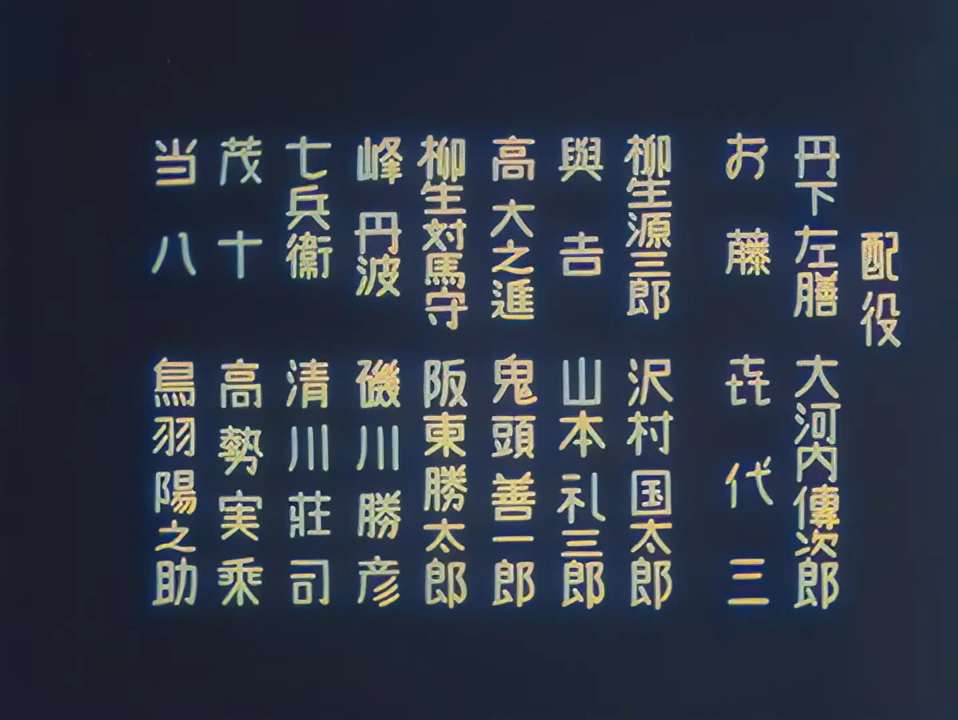 配役
丹下左膳 大河内傳次郎
お藤 㐂代三
柳生源三郎 沢村国太郎
與吉 山本礼三郎
高大之進 鬼頭善一郎
柳生対馬守 阪東勝太郎
峰丹波 磯川勝彦
七兵衛 清川荘司
茂十 高勢実乗
当八 鳥羽陽之助